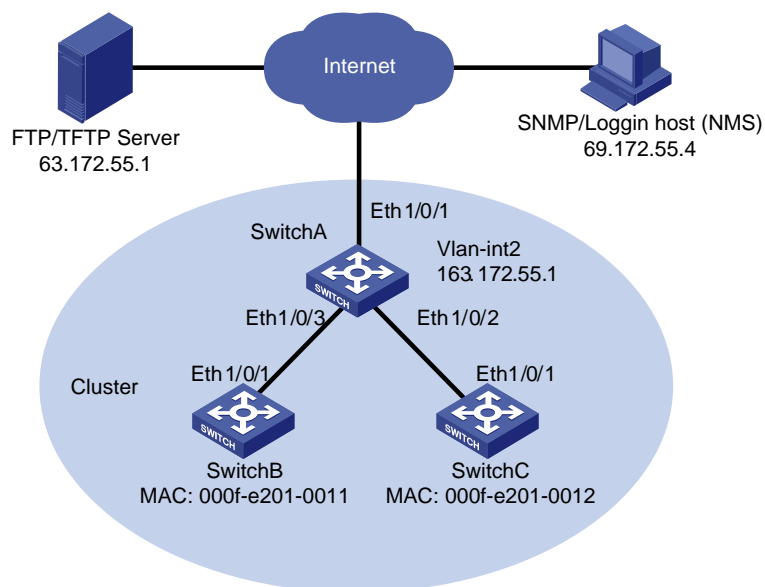 Internet
FTP/TFTP Server
63.172.55.1
SNMP/Loggin host (NMS)
69.172.55.4
Eth1/0/1
SwitchA
Vlan-int2
163.172.55.1
SWITCH
Eth1/0/3
Eth1/0/2
Cluster
Eth1/0/1
Eth1/0/1
SWITCH
SWITCH
SwitchB
MAC: 000f-e201-0011
SwitchC
MAC: 000f-e201-0012